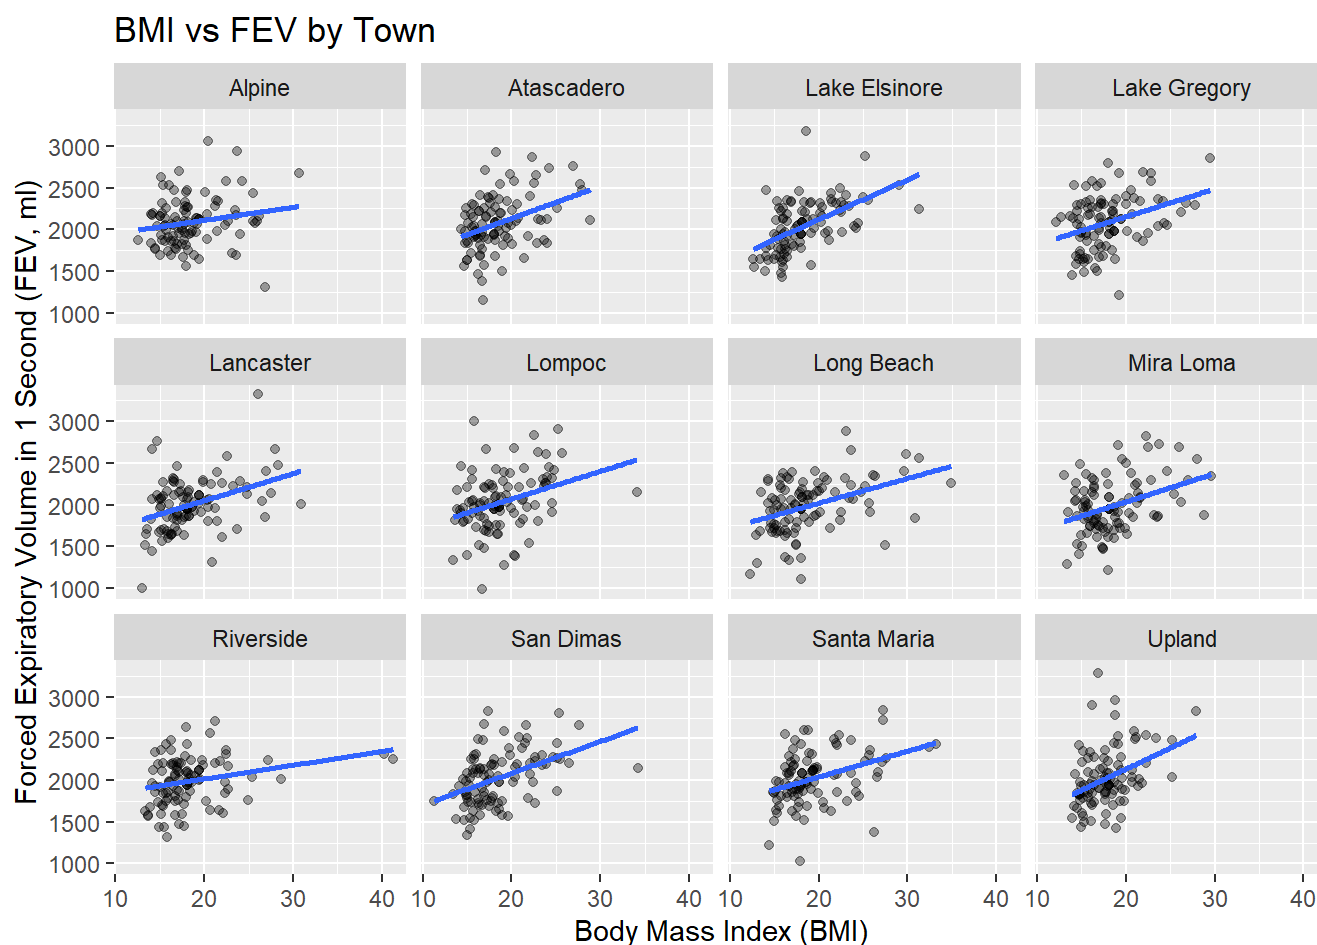 BMI vs FEV by Town
Alpine Atascadero Lake Elsinore Lake Gregory
3000
2500
2000
1500
1000
Lancaster Lompoc Long Beach Mira Loma
3000
2500
2000
1500
1000
Riverside San Dimas Santa Maria Upland
3000
2500
2000
1500
1000
10 20 30 40 10 20 30 40 10 20 30 40 10 20 30 40
Body Mass Index (BMI)
Forced Expiratory Volume in 1 Second (FEV, ml)